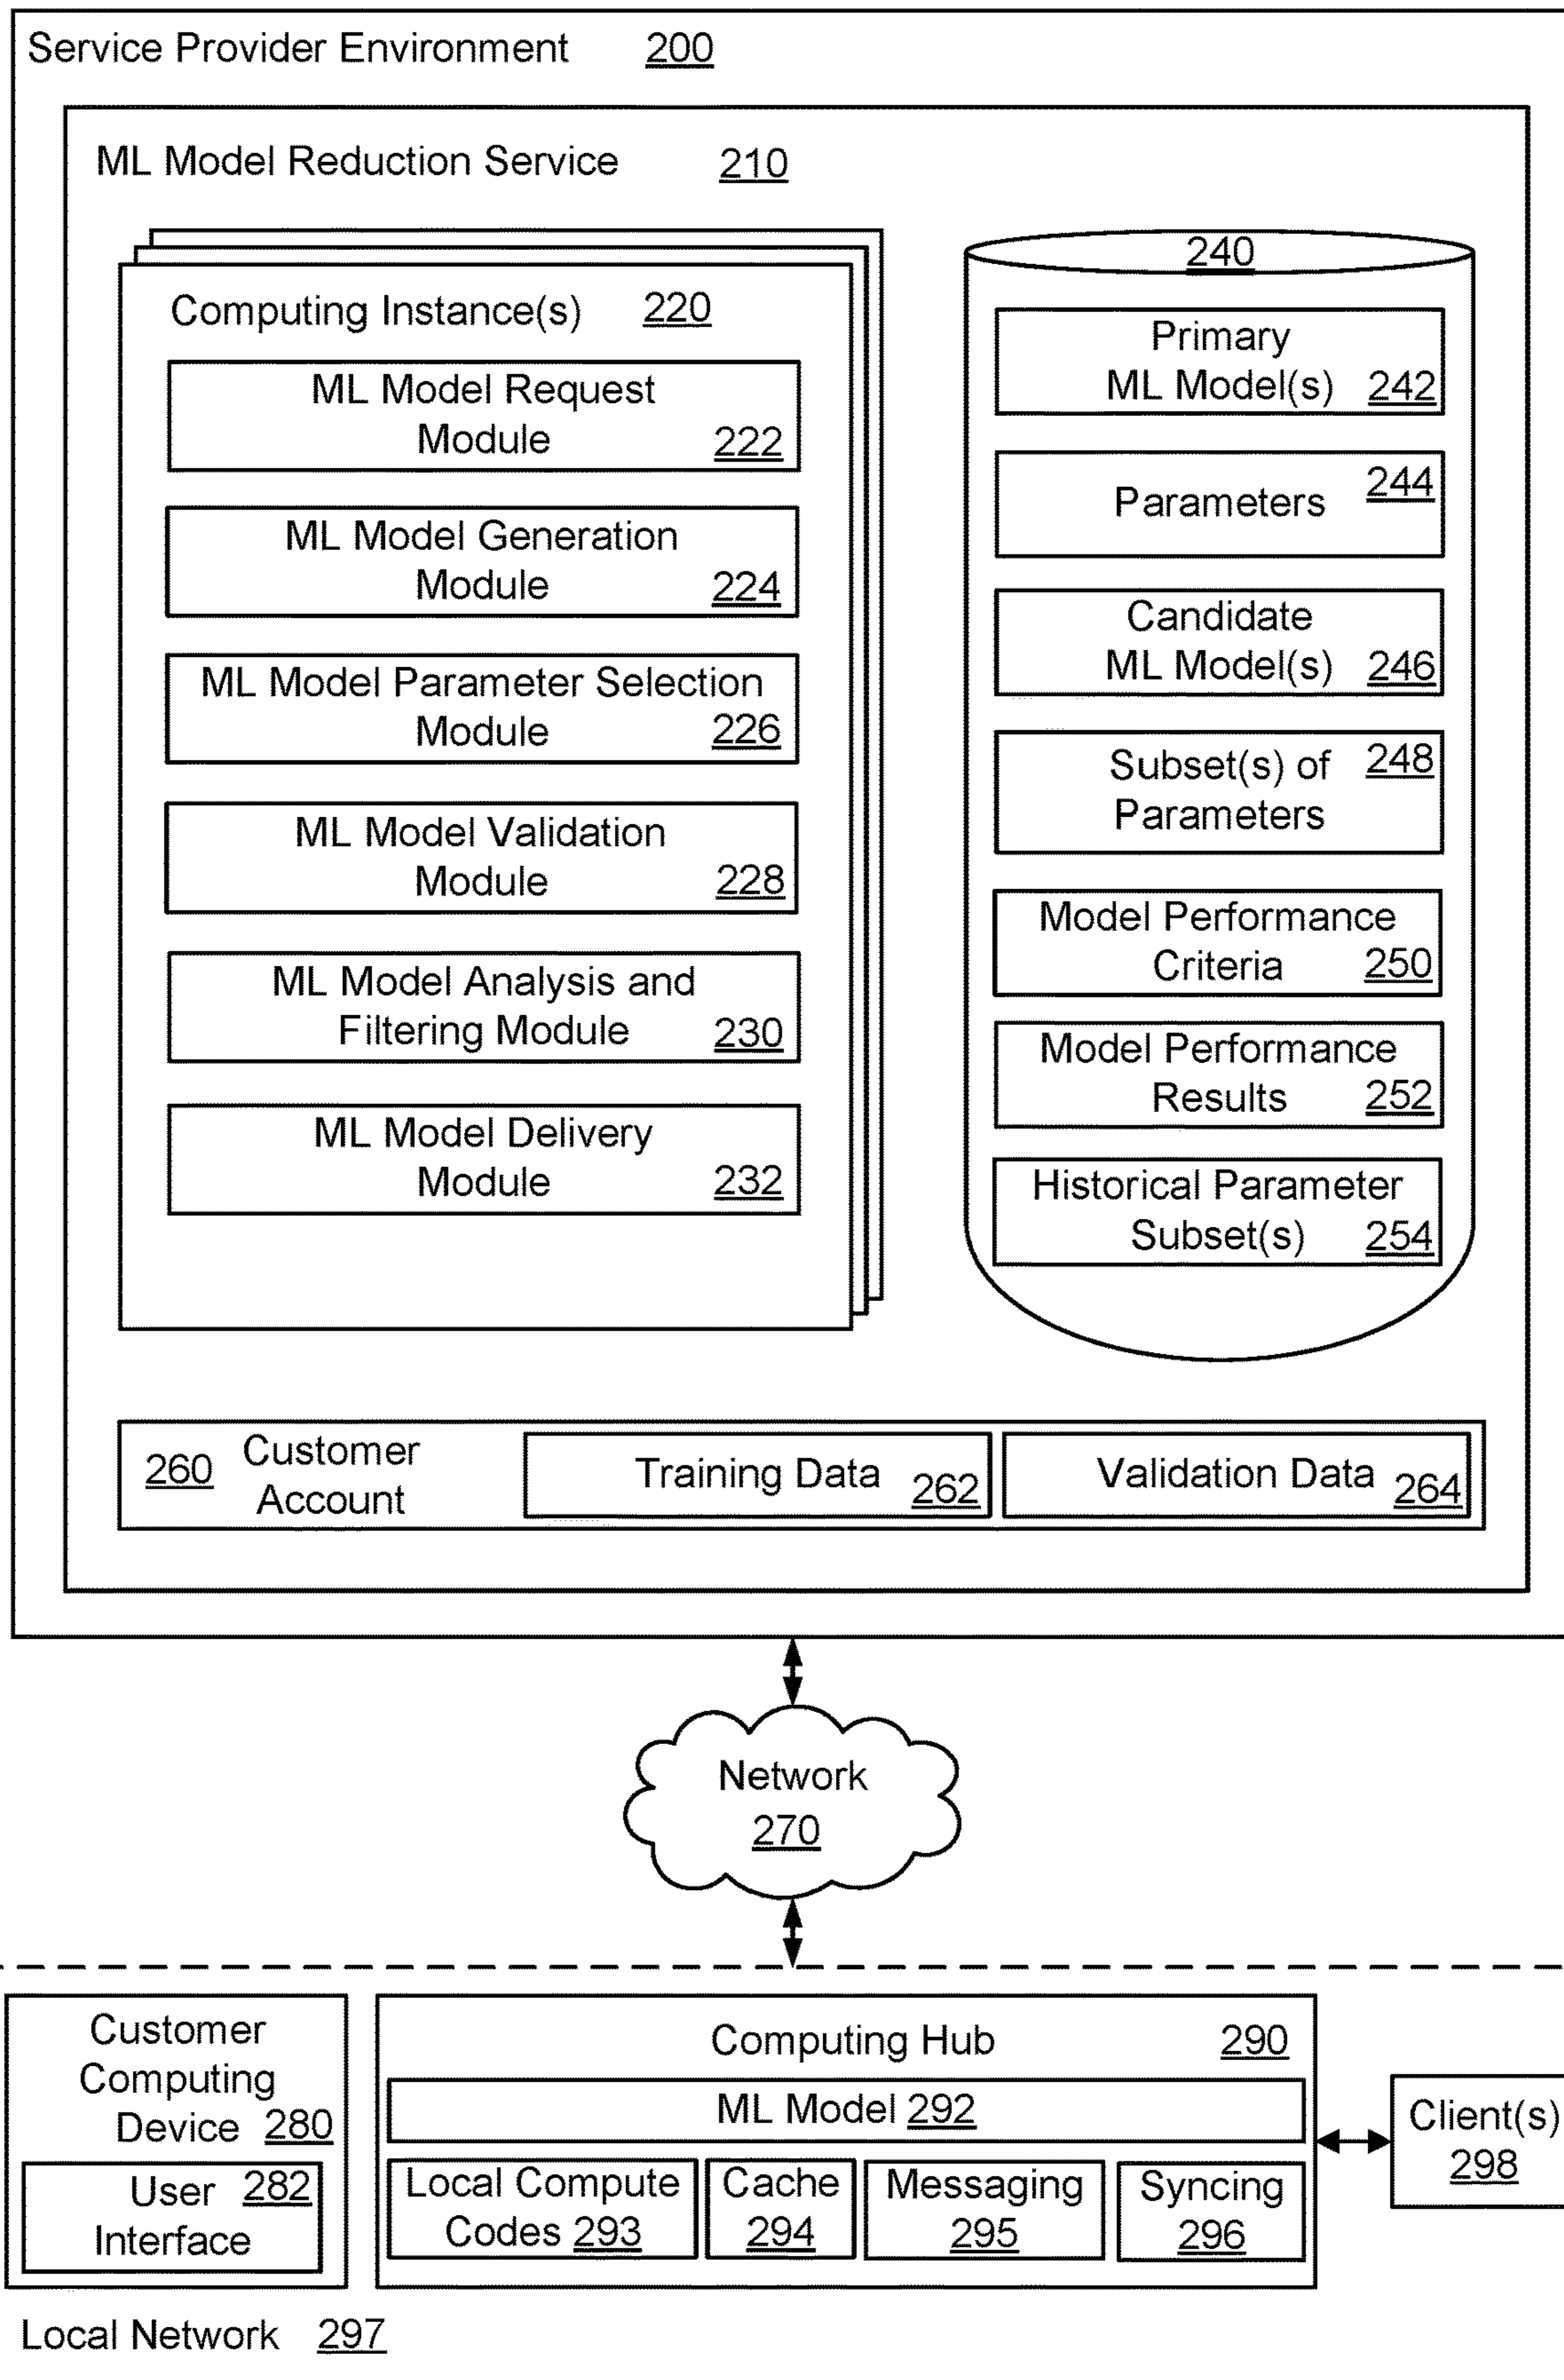 Service Provider Environment 200
ML Model Reduction Service 210
Computing Instance(s) 220
ML Model Request
Module 222
ML Model Generation
Module 224
ML Model Parameter Selection
Module 226
ML Model Validation
Module 228
ML Model Analysis and
Filtering Module 230
ML Model Delivery
Module 232
240
Primary
ML Model(s) 242
Parameters 244
Candidate
ML Model(s) 246
Subset(s) of 248
Parameters
Model Performance
Criteria 250
Model Performance
Results 252
Historical Parameter
Subset(s) 254
260 Customer
Account
Training Data 262
Validation Data 264
Network
270
Customer
Computing
Device 280
User 282
Interface
Computing Hub 290
ML Model 292
Local Compute
Codes 293
Cache
294
Messaging
295
Syncing
296
Client(s)
298
Local Network 297